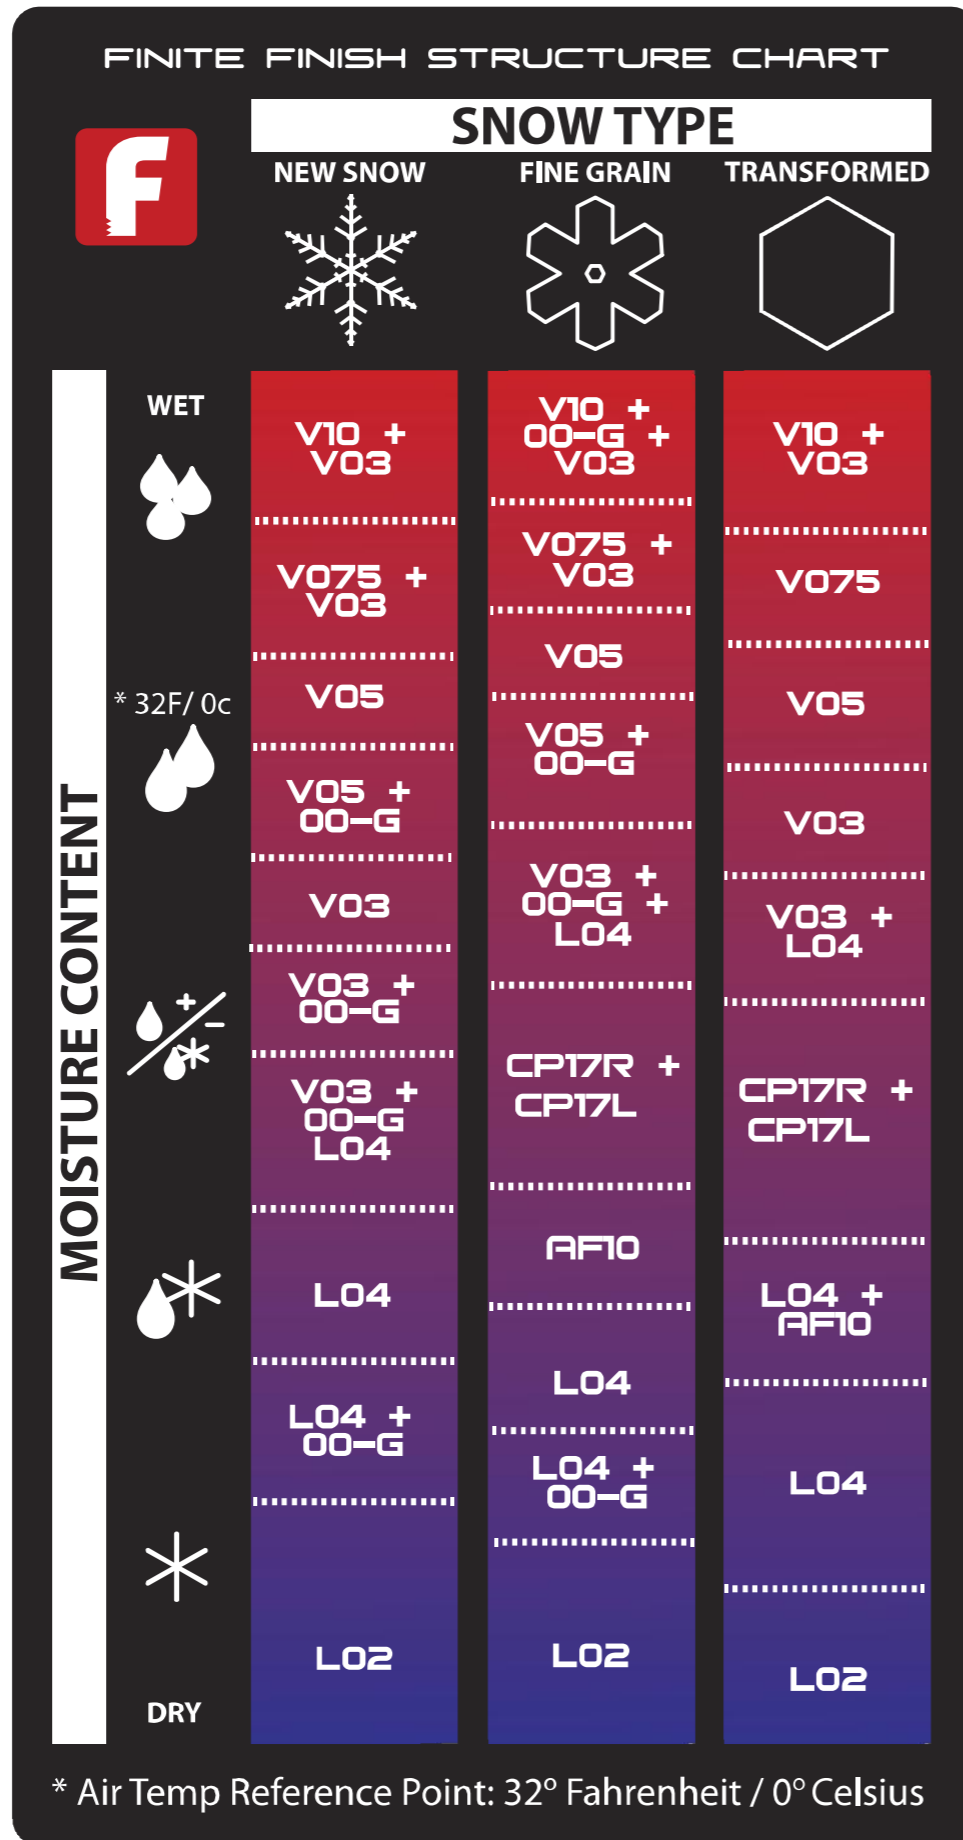 FINITE FINISH STRUCTURE CHART
SNOW TYPE
NEW SNOW
FINE GRAIN
TRANSFORMED
F
MOISTURE CONTENT
WET
* 32F/ 0c
+
-
DRY
V10 +
V03
V075 +
V03
V05
V05 +
00-G
V03
V03 +
00-G
V03 +
00-G
L04
L04
L04 +
00-G
L02
V10 +
00-G +
V03
V075 +
V03
V05
V05 +
00-G
V03 +
00-G +
L04
CP17R +
CP17L
AF10
L04
L04 +
00-G
L02
V10 +
V03
V075
V05
V03
V03 +
L04
CP17R +
CP17L
L04 +
AF10
L04
L02
* Air Temp Reference Point: 32º Fahrenheit / 0º Celsius